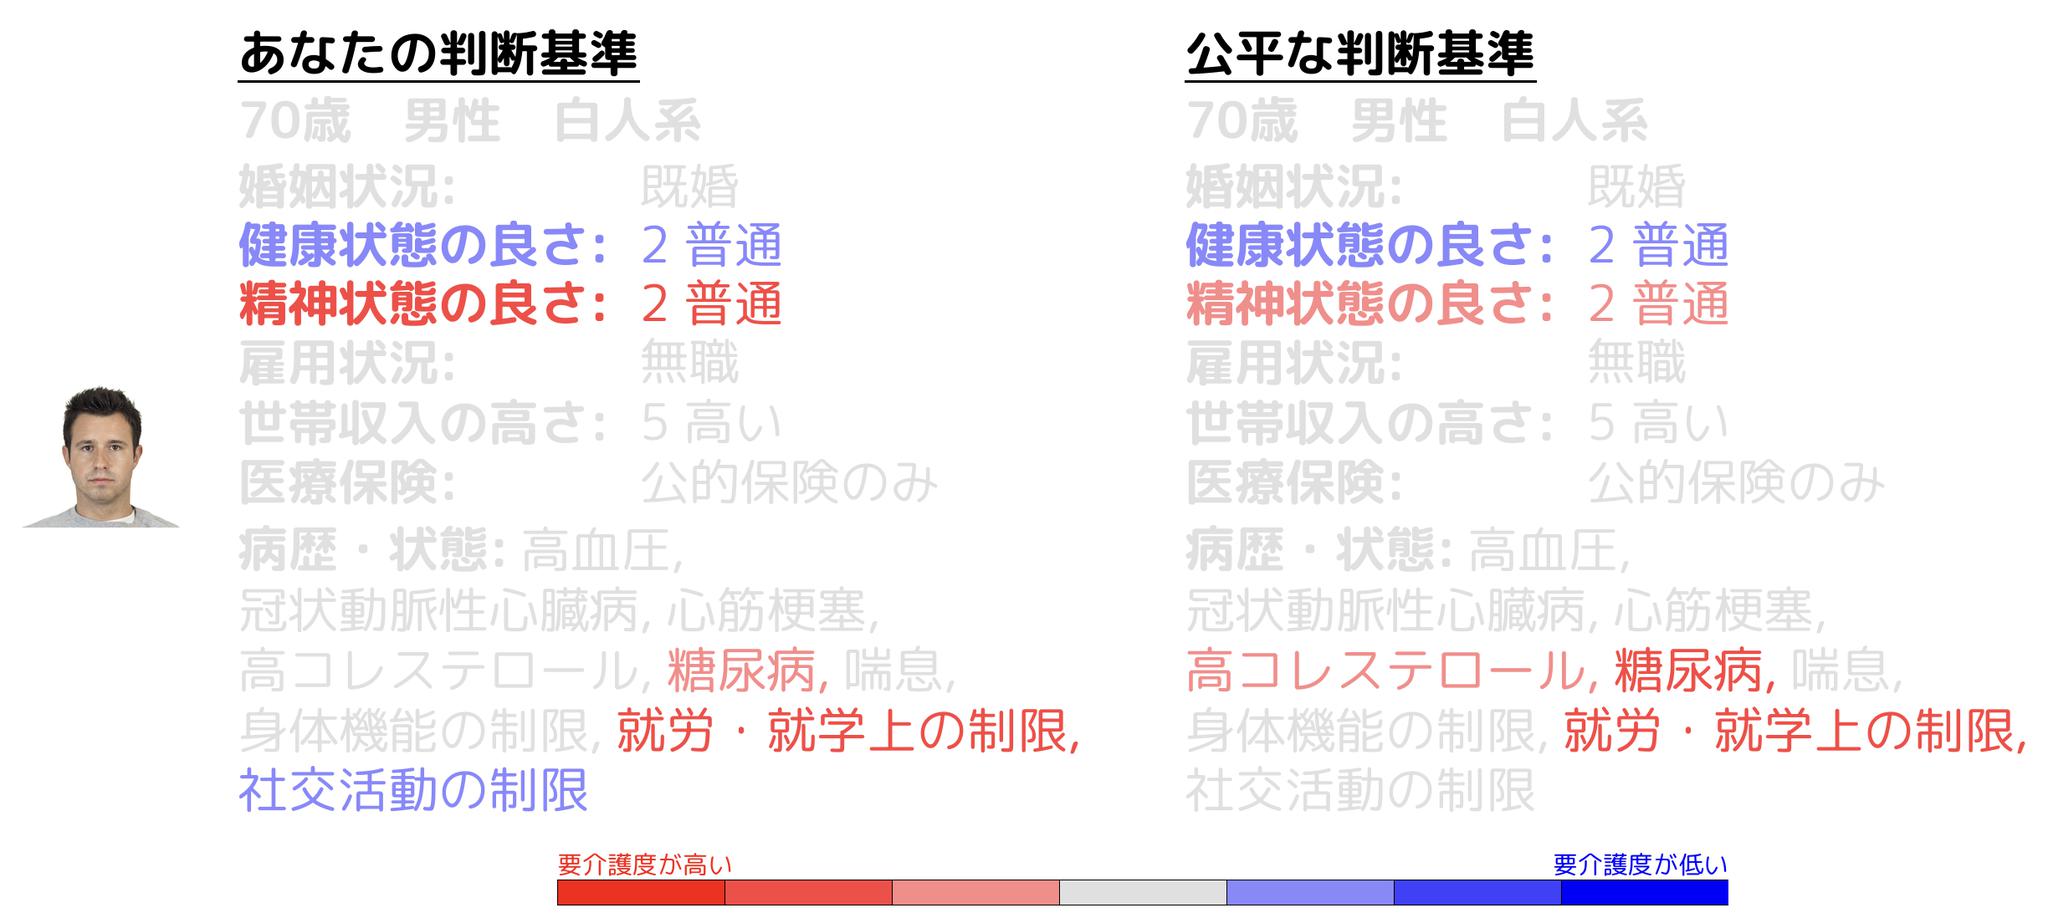 あなたの判断基準
70歳 男性 白人系
婚姻状況: 既婚
健康状態の良さ: 2 普通
精神状態の良さ: 2 普通
雇用状況: 無職
世帯収入の高さ: 5 高い
医療保険: 公的保険のみ
病歴・状態: 高血圧,
冠状動脈性心臓病, 心筋梗塞,
高コレステロール, 糖尿病, 喘息,
身体機能の制限, 就労・就学上の制限,
社交活動の制限
公平な判断基準
70歳 男性 白人系
婚姻状況: 既婚
健康状態の良さ: 2 普通
精神状態の良さ: 2 普通
雇用状況: 無職
世帯収入の高さ: 5 高い
医療保険: 公的保険のみ
病歴・状態: 高血圧,
冠状動脈性心臓病, 心筋梗塞,
高コレステロール, 糖尿病, 喘息,
身体機能の制限, 就労・就学上の制限,
社交活動の制限
要介護度が高い
要介護度が低い